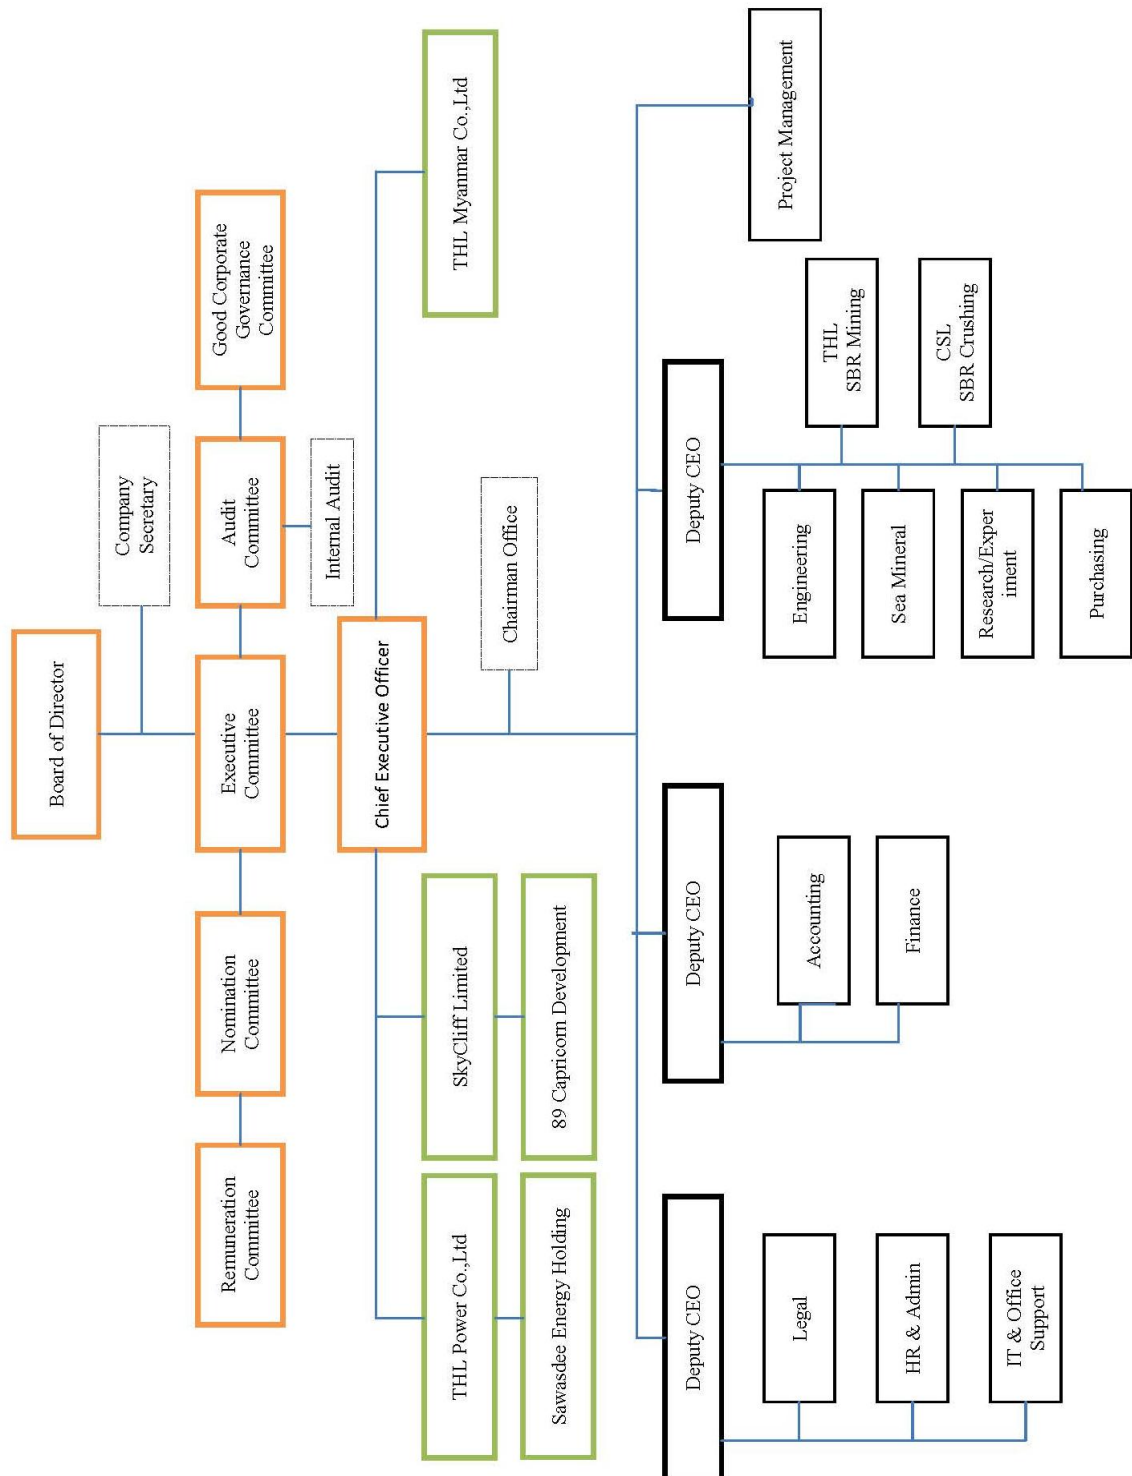 Board of Director
Company
Secretary
Remuneration
Committee
Nomination
Committee
Executive
Committee
Audit
Committee
Good Corporate
Governance
Committee
Internal Audit
Chief Executive Officer
THL Power Co.,Ltd
SkyCliff Limited
THL Myanmar Co.,Ltd
Sawasdee Energy Holding
89 Capricorn Development
Chairman Office
Deputy CEO
Deputy CEO
Deputy CEO
Project Management
Legal
HR & Admin
IT & Office
Support
Accounting
Finance
Engineering
THL
SBR Mining
Sea Mineral
CSL
SBR Crushing
Research/Exper
iment
Purchasing